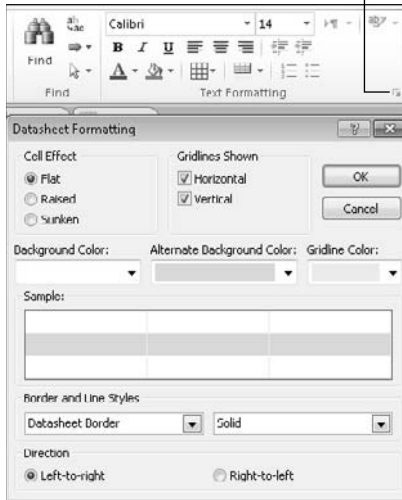 Calibri 14
B I U
Find
Find Text Formatting
Datasheet Formatting
Cell Effect Gridlines Shown
Flat Horizontal OK
Raised Vertical
Sunken Cancel
Background Color: Alternate Background Color: Gridline Color:
Sample:
Border and Line Styles
Datasheet Border Solid
Direction
Left-to-right Right-to-left